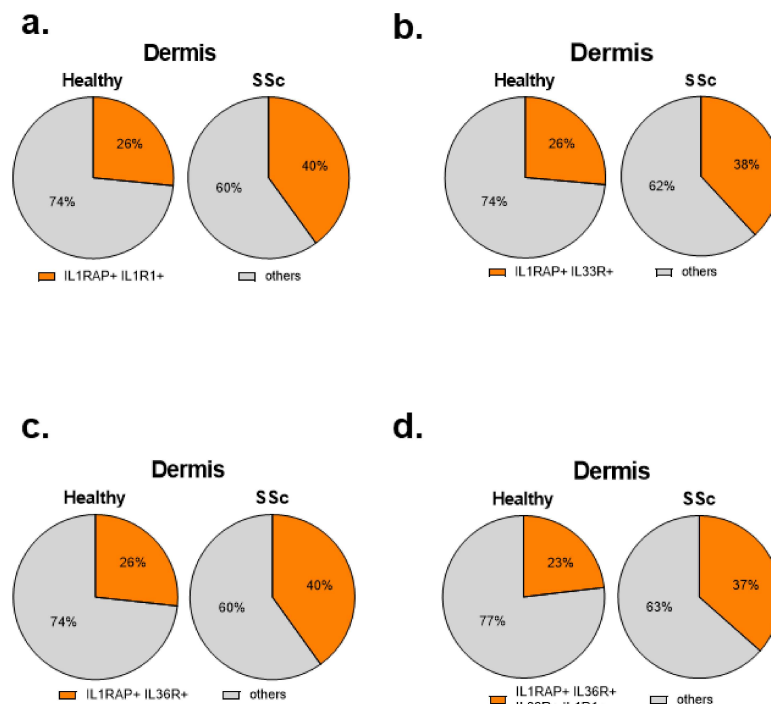 a.
Dermis
Healthy SSc
26%
74%
40%
60%
IL1RAP+ IL1R1+ others
b.
Dermis
Healthy SSc
26%
74%
38%
62%
IL1RAP+ IL33R+ others
c.
Dermis
Healthy SSc
26%
74%
40%
60%
IL1RAP+ IL36R+ others
d.
Dermis
Healthy SSc
23%
77%
37%
63%
IL1RAP+ IL36R+ others